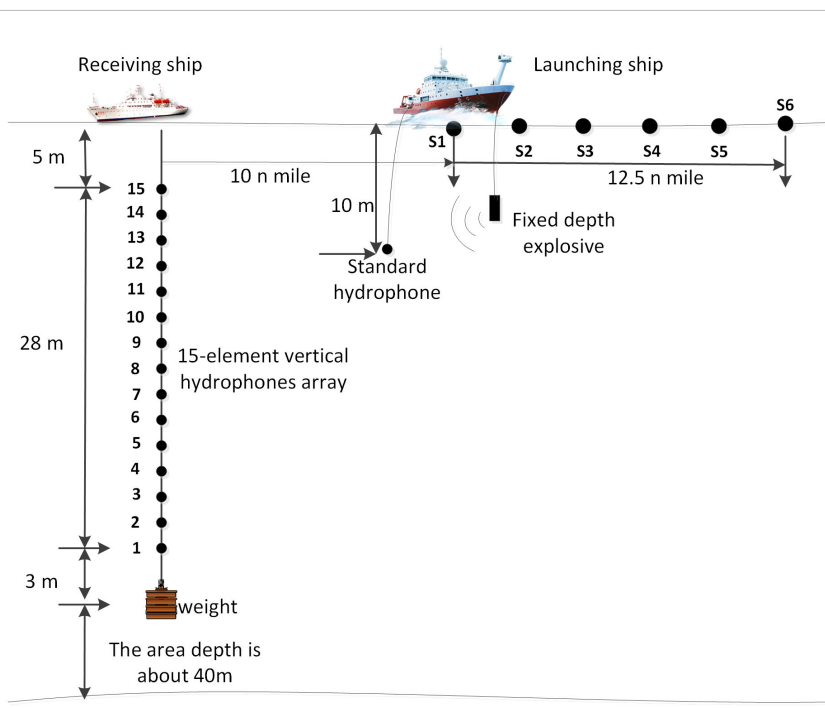 Receiving ship
Launching ship
S6
S1
S2
S3
S4
S5
5 m
10 n mile
12.5 n mile
15
14
13
12
11
10
9
8
7
6
5
4
3
2
1
10 m
Fixed depth
explosive
Standard
hydrophone
28 m
15-element vertical
hydrophones array
3 m
weight
The area depth is
about 40m